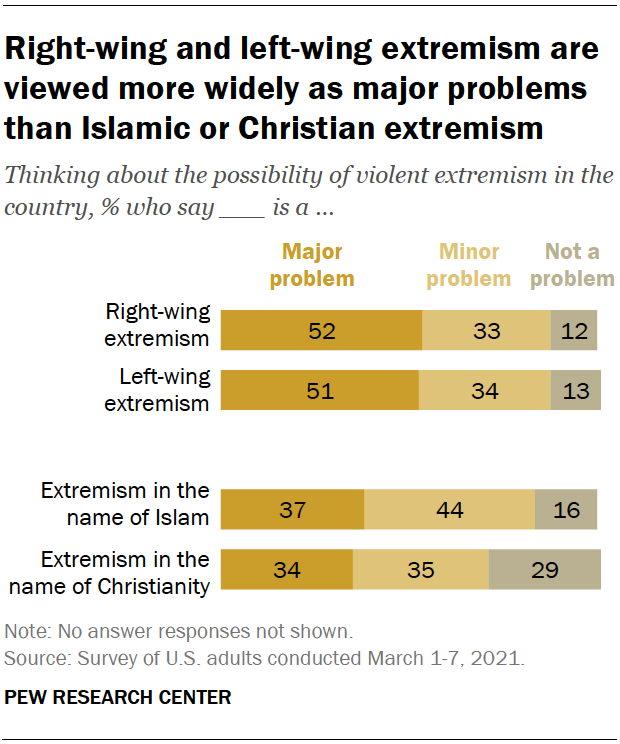 Right-wing and left-wing extremism are
viewed more widely as major problems
than Islamic or Christian extremism
Thinking about the possibility of violent extremism in the
country, % who say ____ is a ...
Major
problem
Minor
problem
Not a
problem
Right-wing
extremism
52
33
12
Left-wing
extremism
51
34
13
Extremism in the
name of Islam
37
44
16
Extremism in the
name of Christianity
34
35
29
Note: No answer responses not shown.
Source: Survey of U.S. adults conducted March 1-7, 2021.
PEW RESEARCH CENTER